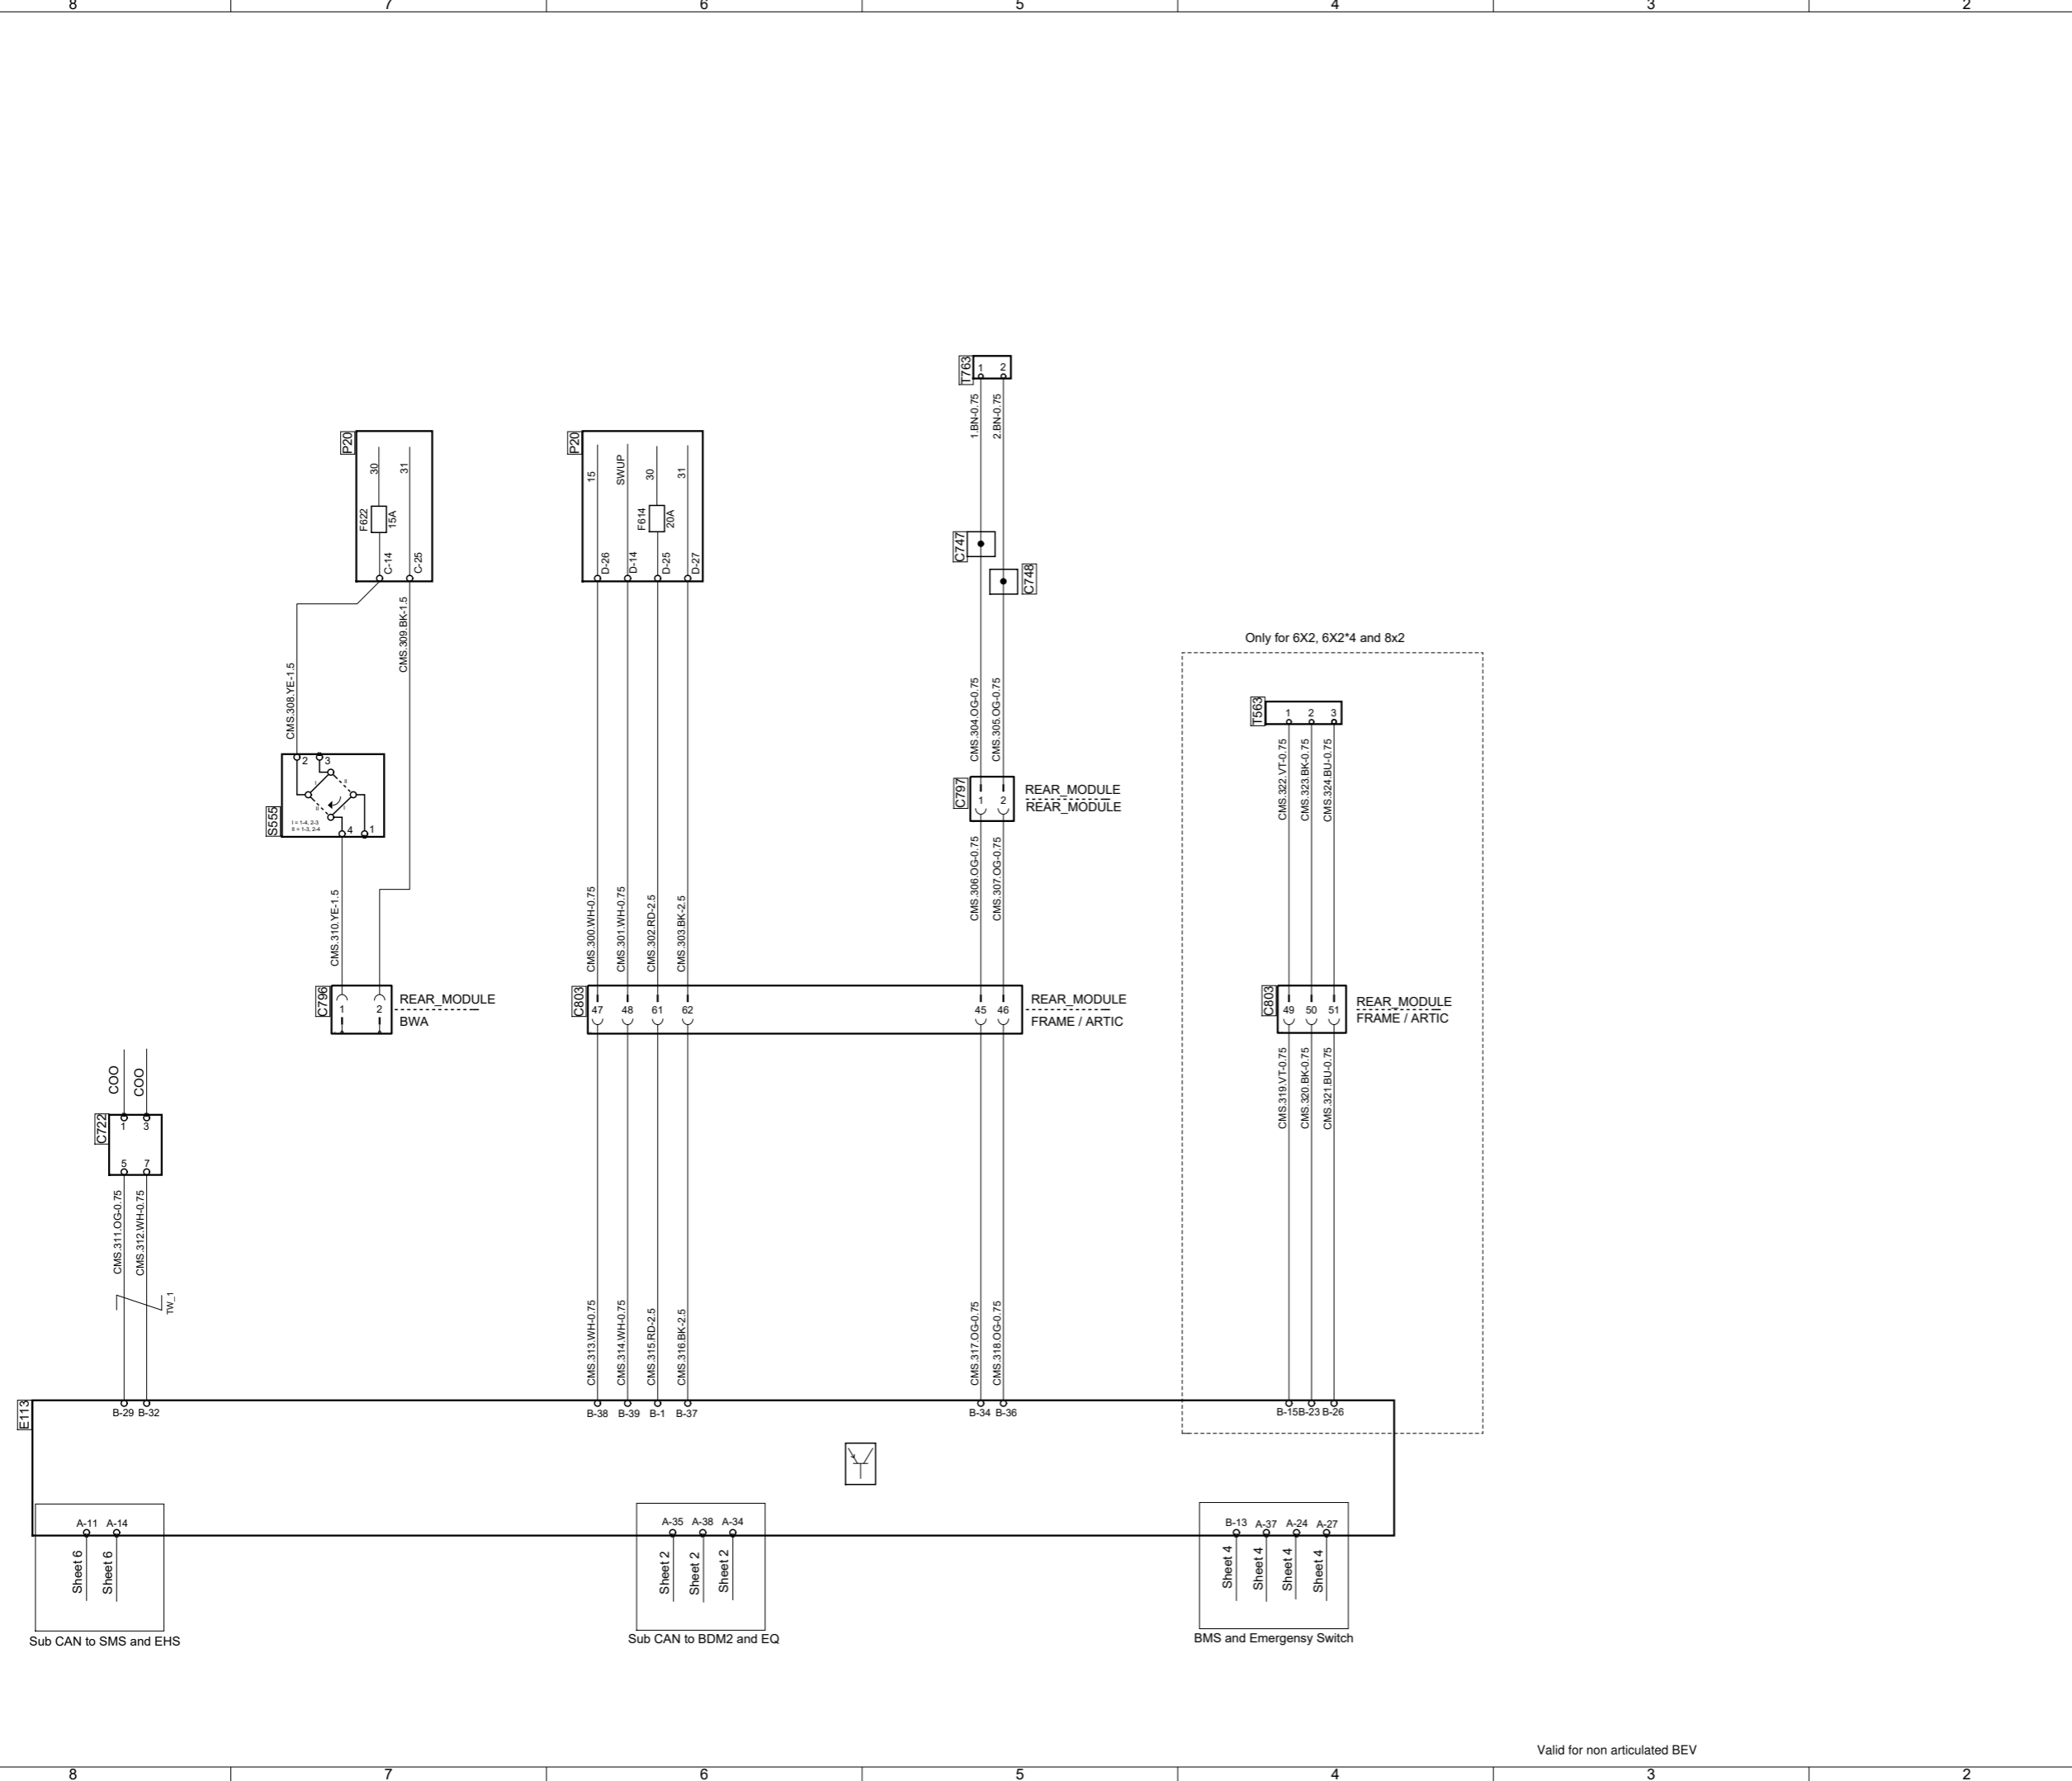 8 7 6 5 4 3 2
T763
1 2
1.BN-0.75
2.BN-0.75
P20
30
31
F622
15A
C-14
C-25
P20
15
SWUP
30
31
F614
20A
D-26
D-14
D-25
D-27
C747
C748
CMS.308.YE-1.5
CMS.309.BK-1.5
Only for 6X2, 6X2*4 and 8x2
CMS.304.OG-0.75
CMS.305.OG-0.75
T563
1 2 3
CMS.322.VT-0.75
CMS.323.BK-0.75
CMS.324.BU-0.75
S555
2 3
I
II
II
I
I = 1-4, 2-3
II = 1-3, 2-4
4 1
C797
1 2
REAR_MODULE
REAR_MODULE
CMS.310.YE-1.5
CMS.300.WH-0.75
CMS.301.WH-0.75
CMS.302.RD-2.5
CMS.303.BK-2.5
CMS.306.OG-0.75
CMS.307.OG-0.75
C796
1 2
REAR_MODULE
BWA
C803
47 48 61 62 45 46
REAR_MODULE
FRAME / ARTIC
C803
49 50 51
REAR_MODULE
FRAME / ARTIC
COO
COO
C722
1 3
5 7
CMS.319.VT-0.75
CMS.320.BK-0.75
CMS.321.BU-0.75
CMS.311.OG-0.75
CMS.312.WH-0.75
TW_1
CMS.313.WH-0.75
CMS.314.WH-0.75
CMS.315.RD-2.5
CMS.316.BK-2.5
CMS.317.OG-0.75
CMS.318.OG-0.75
E113
B-29 B-32 B-38 B-39 B-1 B-37 B-34 B-36 B-15 B-23 B-26
A-11 A-14 A-35 A-38 A-34 B-13 A-37 A-24 A-27
Sheet 6
Sheet 6
Sheet 2
Sheet 2
Sheet 2
Sheet 4
Sheet 4
Sheet 4
Sheet 4
Sub CAN to SMS and EHS
Sub CAN to BDM2 and EQ
BMS and Emergensy Switch
Valid for non articulated BEV
8 7 6 5 4 3 2